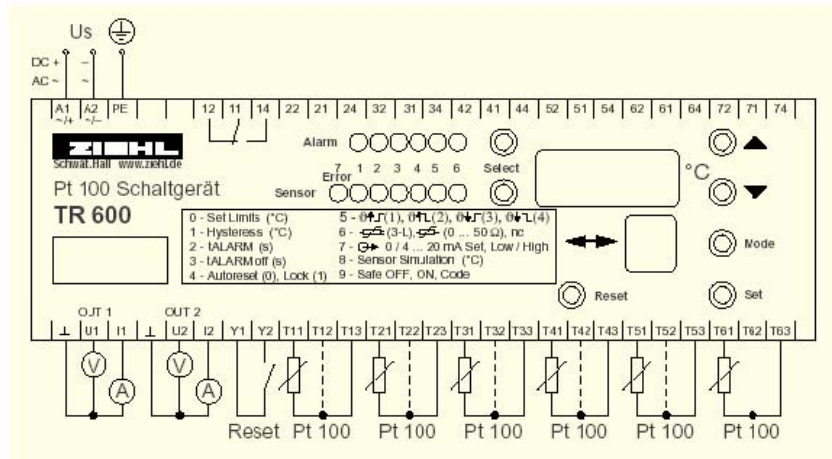 Us
DC + –
AC ~ ~
A1 A2 PE 12 11 14 22 21 24 32 31 34 42 41 44 52 51 54 62 61 64 72 71 74
~/+ ~/–
ZIEHL
Schwäb.Hall www.ziehl.de
Alarm
Error
7 1 2 3 4 5 6
Select
Sensor
°C
Pt 100 Schaltgerät
TR 600
0 - Set Limits (°C)
1 - Hysteress (°C)
2 - tALARM (s)
3 - tALARM off (s)
4 - Autoreset (0), Lock (1)
5 - (1), (2), (3), (4)
6 - (3-L), (0 ... 50 Ω), nc
7 - 0 / 4 ... 20 mA Set, Low / High
8 - Sensor Simulation (°C)
9 - Safe OFF, ON, Code
Mode
Reset
Set
OUT 1 OUT 2
⊥ U1 I1 ⊥ U2 I2 Y1 Y2 T11 T12 T13 T21 T22 T23 T31 T32 T33 T41 T42 T43 T51 T52 T53 T61 T62 T63
V A V A
Reset Pt 100 Pt 100 Pt 100 Pt 100 Pt 100 Pt 100